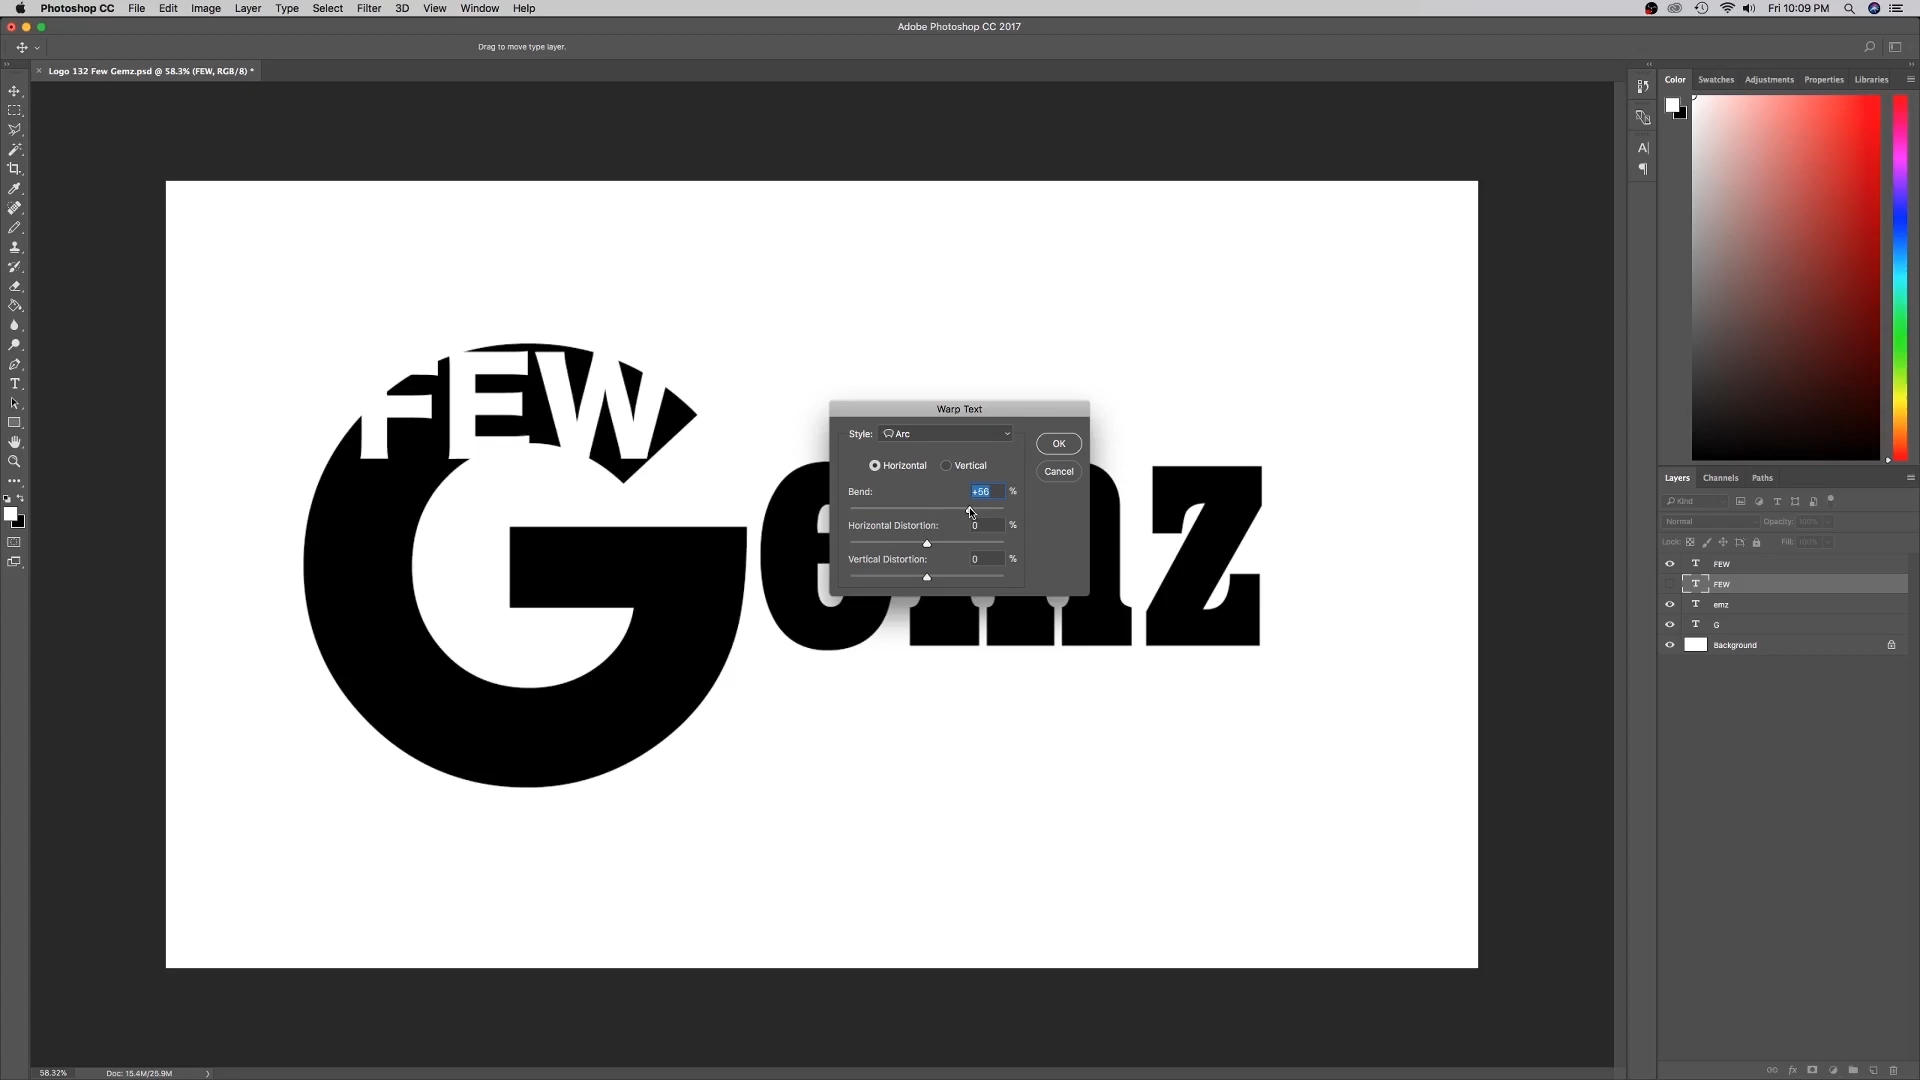 Photoshop CC File Edit Image Layer Type Select Filter 3D View Window Help
Fri 10:09 PM
Adobe Photoshop CC 2017
Drag to move type layer.
Logo 132 Few Gemz.psd @ 58.3% (FEW, RGB/8) *
Color Swatches Adjustments Properties Libraries
FEW
Gemz
Warp Text
Style: Arc
OK
Horizontal Vertical
Cancel
Bend: +56 %
Horizontal Distortion: 0 %
Vertical Distortion: 0 %
Layers Channels Paths
Kind
Normal Opacity: 100%
Lock: Fill: 100%
T FEW
T FEW
T emz
T G
Background
58.32% Doc: 15.4M/25.9M